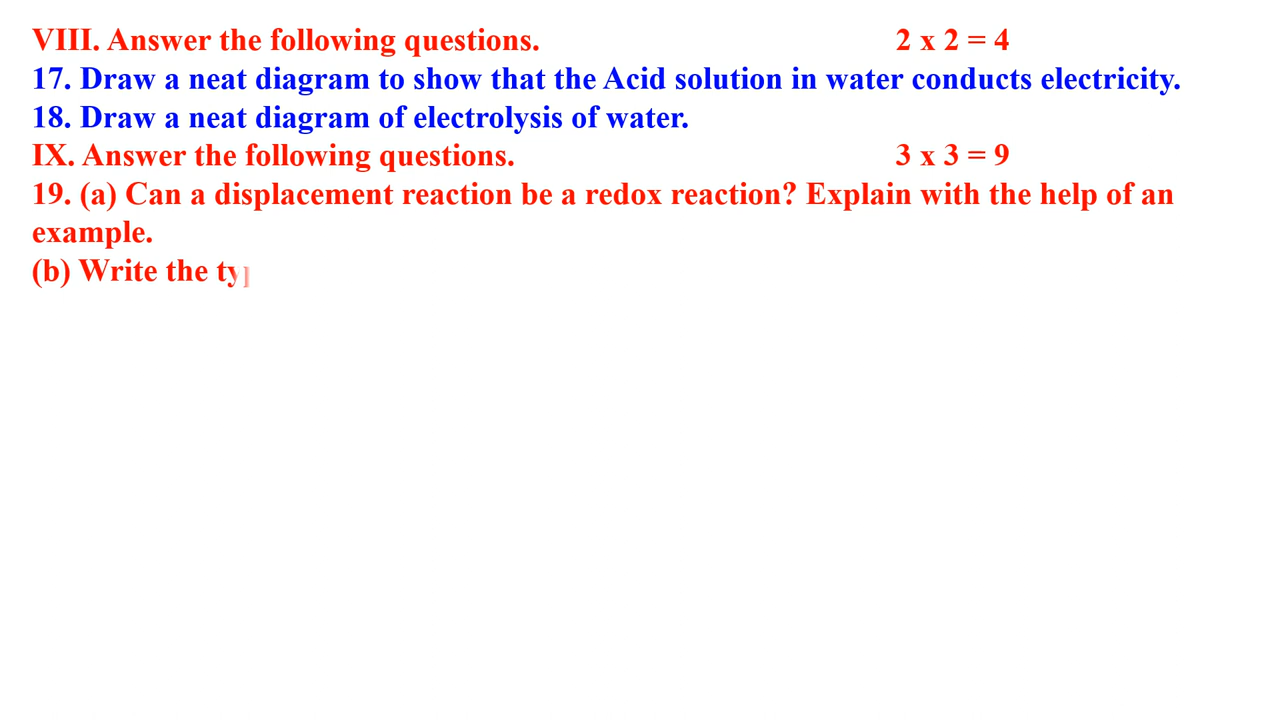 VIII. Answer the following questions. 2 x 2 = 4
17. Draw a neat diagram to show that the Acid solution in water conducts electricity.
18. Draw a neat diagram of electrolysis of water.
IX. Answer the following questions. 3 x 3 = 9
19. (a) Can a displacement reaction be a redox reaction? Explain with the help of an
example.
(b) Write the